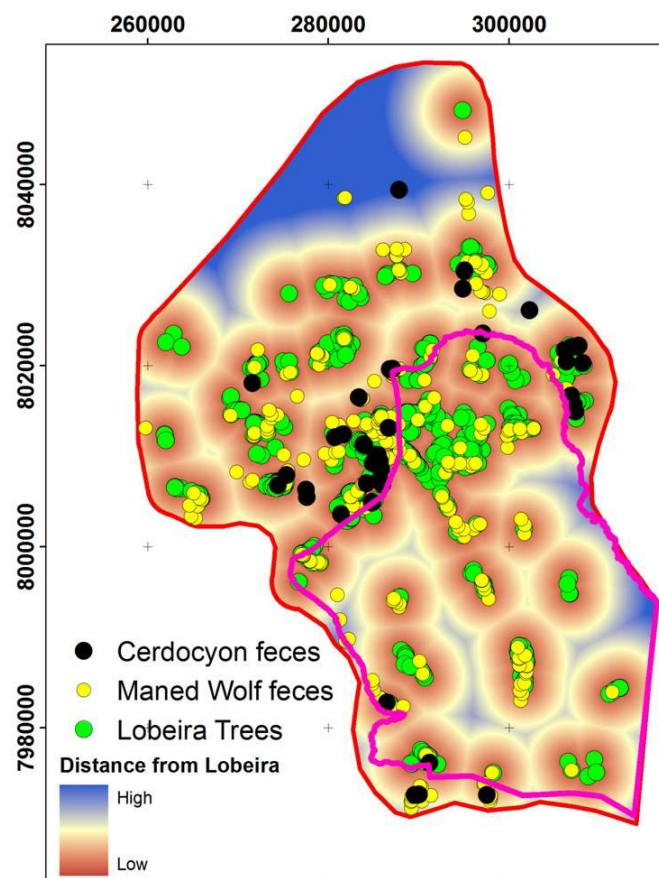 260000 280000 300000
8040000
8020000
8000000
7980000
Cerdocyon feces
Maned Wolf feces
Lobeira Trees
Distance from Lobeira
High
Low